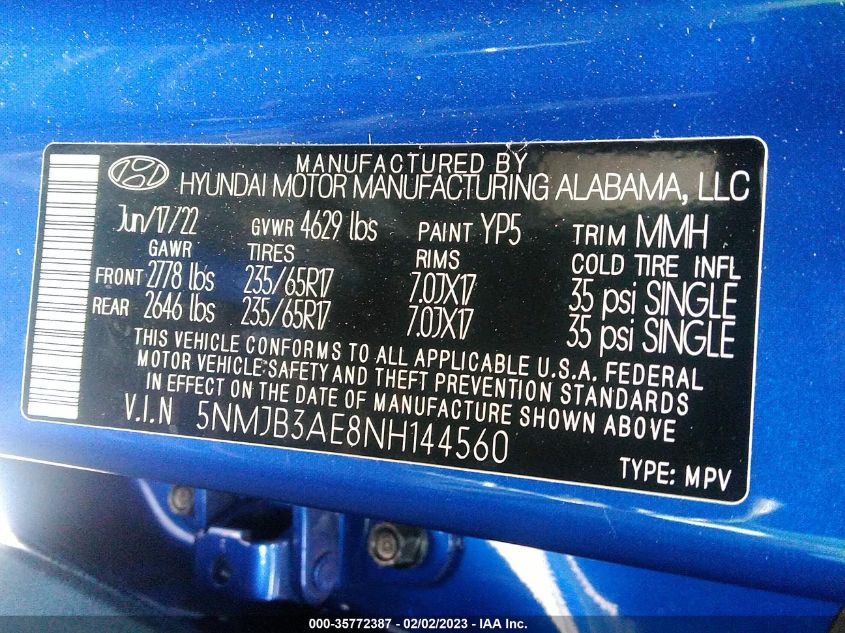 MANUFACTURED BY
HYUNDAI MOTOR MANUFACTURING ALABAMA, LLC
Jun/17/22 GVWR 4629 lbs PAINT YP5 TRIM MMH
GAWR TIRES RIMS COLD TIRE INFL
FRONT 2778 lbs 235/65R17 7.0JX17 35 psi SINGLE
REAR 2646 lbs 235/65R17 7.0JX17 35 psi SINGLE
THIS VEHICLE CONFORMS TO ALL APPLICABLE U.S.A. FEDERAL
MOTOR VEHICLE SAFETY AND THEFT PREVENTION STANDARDS
IN EFFECT ON THE DATE OF MANUFACTURE SHOWN ABOVE
V.I.N 5NMJB3AE8NH144560
TYPE: MPV
000-35772387 - 02/02/2023 - IAA Inc.